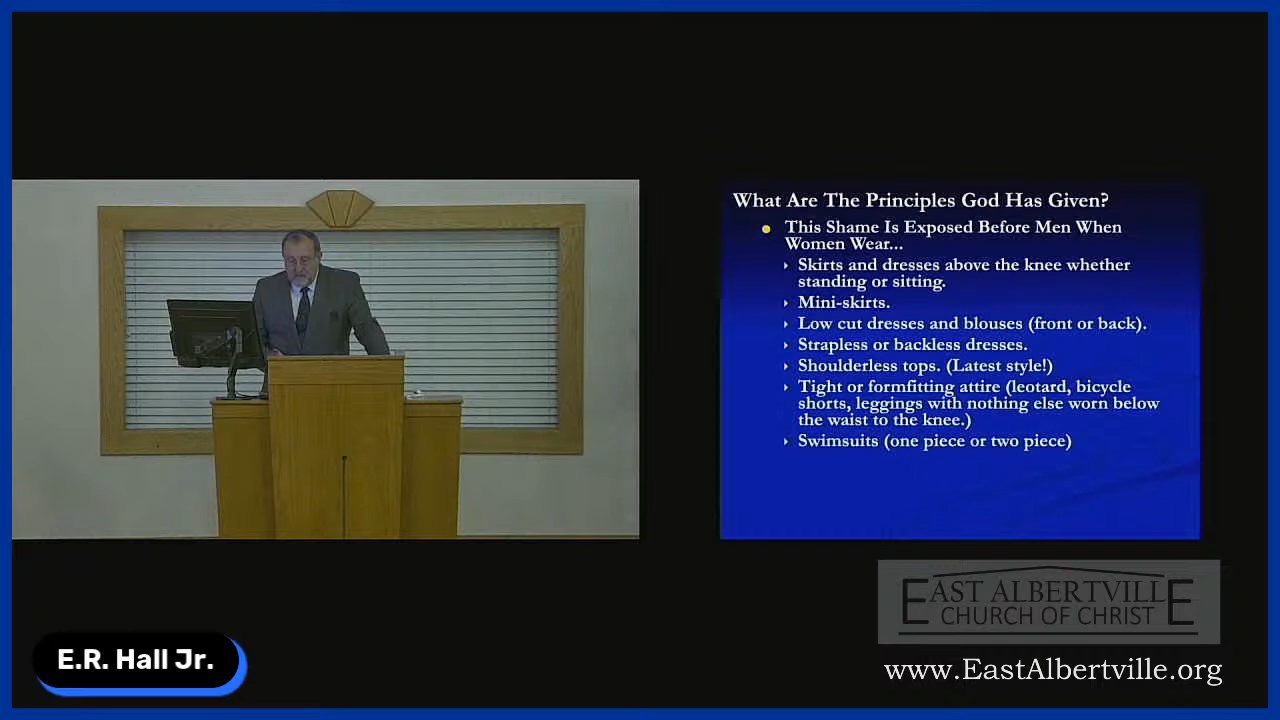 What Are The Principles God Has Given?
This Shame Is Exposed Before Men When
Women Wear...
Skirts and dresses above the knee whether
standing or sitting.
Mini-skirts.
Low cut dresses and blouses (front or back).
Strapless or backless dresses.
Shoulderless tops. (Latest style!)
Tight or formfitting attire (leotard, bicycle
shorts, leggings with nothing else worn below
the waist to the knee.)
Swimsuits (one piece or two piece)
EAST ALBERTVILLE
CHURCH OF CHRIST
E.R. Hall Jr.
www.EastAlbertville.org